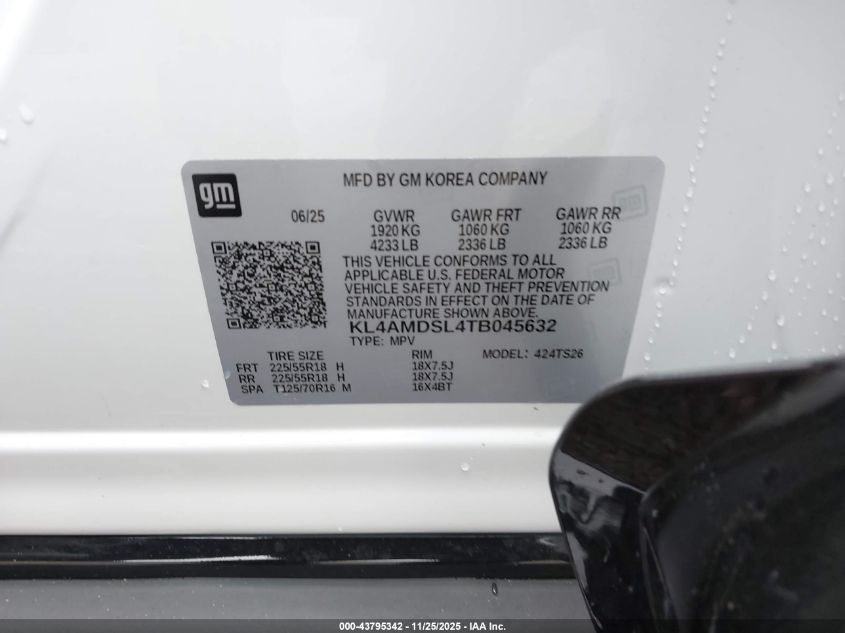 gm
MFD BY GM KOREA COMPANY
06/25 GVWR GAWR FRT GAWR RR
1920 KG 1060 KG 1060 KG
4233 LB 2336 LB 2336 LB
THIS VEHICLE CONFORMS TO ALL
APPLICABLE U.S. FEDERAL MOTOR
VEHICLE SAFETY AND THEFT PREVENTION
STANDARDS IN EFFECT ON THE DATE OF
MANUFACTURE SHOWN ABOVE.
KL4AMDSL4TB045632
TYPE: MPV
TIRE SIZE RIM MODEL: 424TS26
FRT 225/55R18 H 18X7.5J
RR 225/55R18 H 18X7.5J
SPA T125/70R16 M 16X4BT
000-43795342 - 11/25/2025 - IAA Inc.